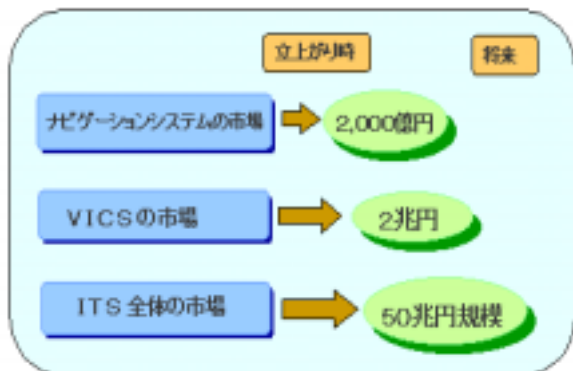 立上がり時
将来
ナビゲーションシステムの市場
2,000億円
VICSの市場
2兆円
ITS全体の市場
50兆円規模